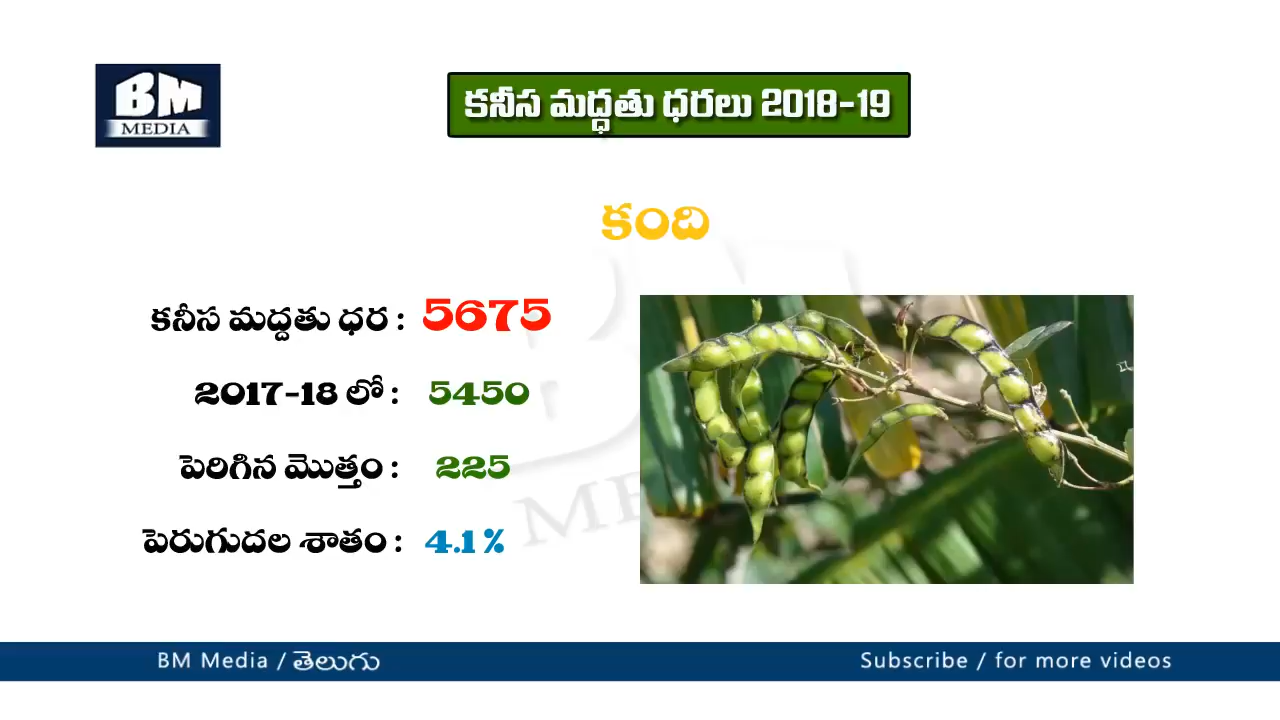 BM
MEDIA
కనీస మద్ధతు ధరలు 2018-19
కంది
కనీస మద్దతు ధర : 5675
2017-18 లో : 5450
పెరిగిన మొత్తం : 225
పెరుగుదల శాతం : 4.1%
BM Media / తెలుగు
Subscribe / for more videos